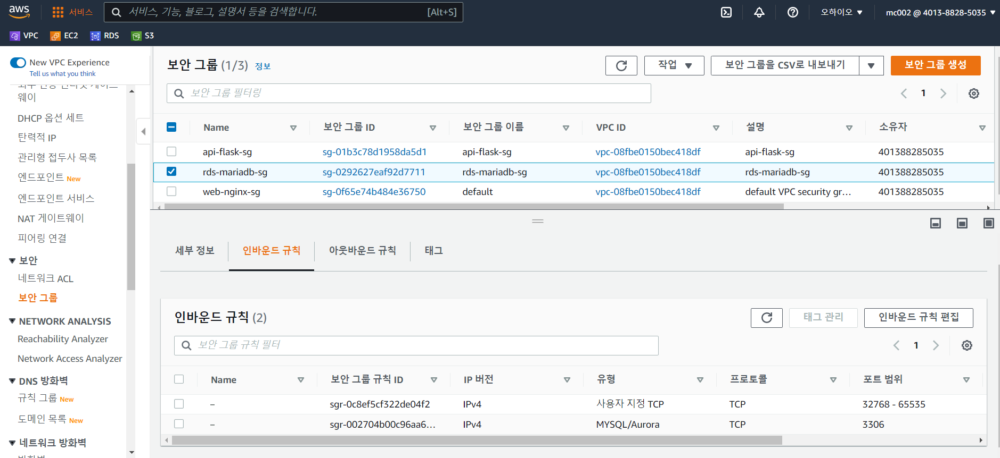 aws
서비스
서비스, 기능, 블로그, 설명서 등을 검색합니다.
[Alt+S]
오하이오 ▼
mc002 @ 4013-8828-5035 ▼
VPC
EC2
RDS
S3
New VPC Experience
Tell us what you think
웨이
DHCP 옵션 세트
탄력적 IP
관리형 접두사 목록
엔드포인트 New
엔드포인트 서비스
NAT 게이트웨이
피어링 연결
▼ 보안
네트워크 ACL
보안 그룹
▼ NETWORK ANALYSIS
Reachability Analyzer
Network Access Analyzer
▼ DNS 방화벽
규칙 그룹 New
도메인 목록 New
▼ 네트워크 방화벽
보안 그룹 (1/3) 정보
작업 ▼
보안 그룹을 CSV로 내보내기 ▼
보안 그룹 생성
보안 그룹 필터링
1
Name 보안 그룹 ID 보안 그룹 이름 VPC ID 설명 소유자
api-flask-sg sg-01b3c78d1958da5d1 api-flask-sg vpc-08fbe0150bec418df api-flask-sg 401388285035
rds-mariadb-sg sg-0292627eaf92d7711 rds-mariadb-sg vpc-08fbe0150bec418df rds-mariadb-sg 401388285035
web-nginx-sg sg-0f65e74b484e36750 default vpc-08fbe0150bec418df default VPC security gr... 401388285035
세부 정보
인바운드 규칙
아웃바운드 규칙
태그
인바운드 규칙 (2)
태그 관리
인바운드 규칙 편집
보안 그룹 규칙 필터
1
Name 보안 그룹 규칙 ID IP 버전 유형 프로토콜 포트 범위
– sgr-0c8ef5cf322de04f2 IPv4 사용자 지정 TCP TCP 32768 - 65535
– sgr-002704b00c96aa6... IPv4 MYSQL/Aurora TCP 3306